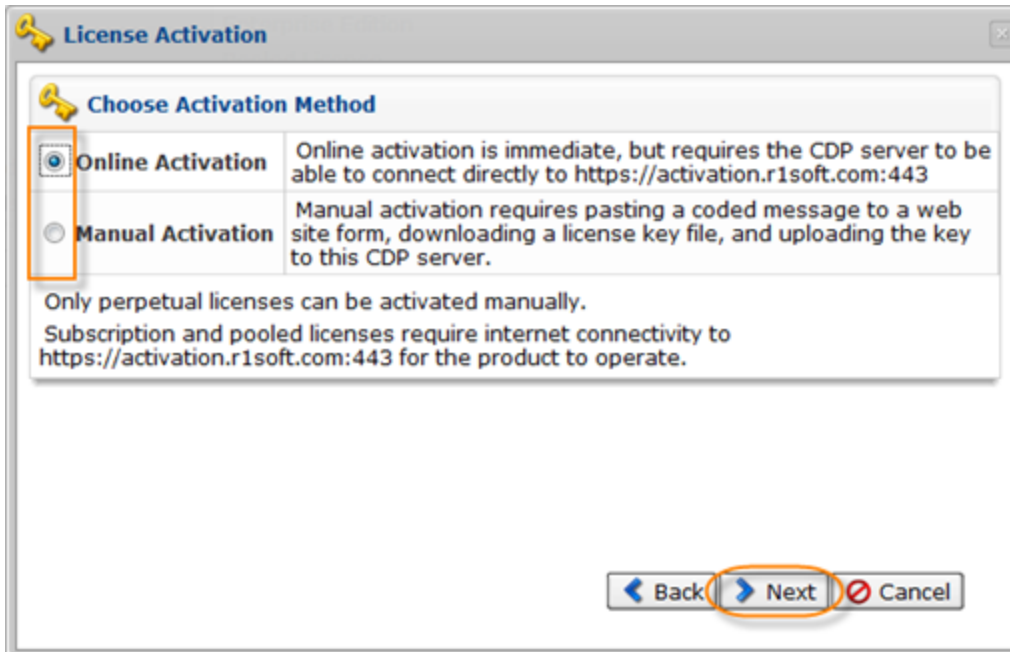 License Activation
Choose Activation Method
Online Activation
Online activation is immediate, but requires the CDP server to be
able to connect directly to https://activation.r1soft.com:443
Manual Activation
Manual activation requires pasting a coded message to a web
site form, downloading a license key file, and uploading the key
to this CDP server.
Only perpetual licenses can be activated manually.
Subscription and pooled licenses require internet connectivity to
https://activation.r1soft.com:443 for the product to operate.
Back Next Cancel